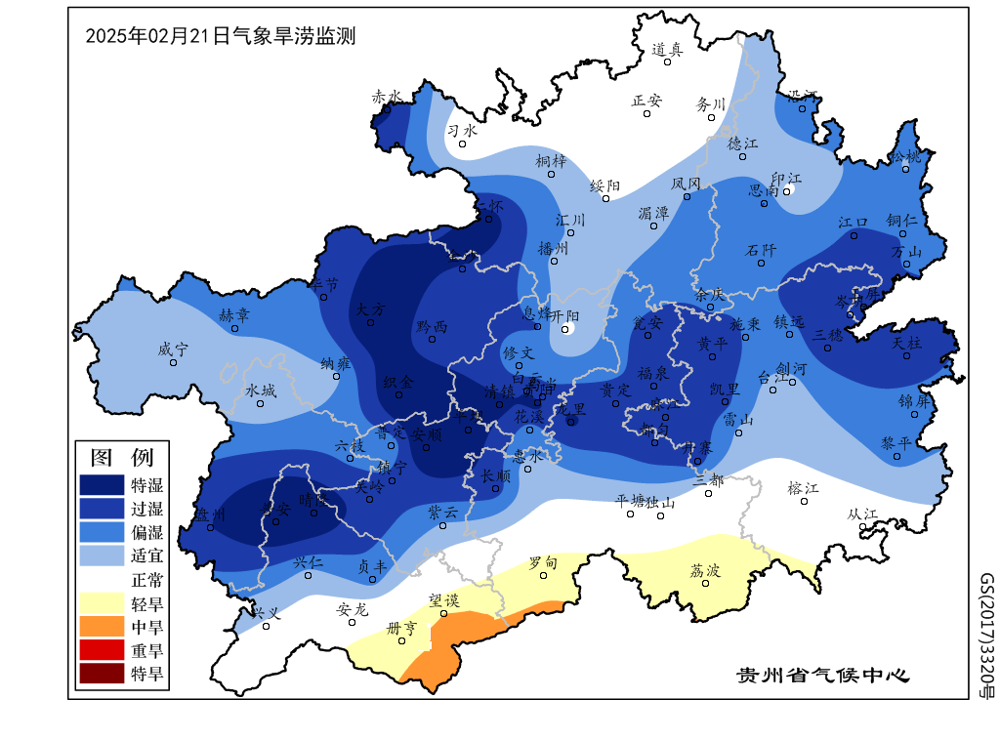 2025年02月21日气象旱涝监测
道真
赤水
正安
务川
沿河
习水
德江
桐梓
松桃
绥阳
凤冈
印江
思南
仁怀
汇川
湄潭
江口
铜仁
播州
石阡
万山
金沙
毕节
余庆
玉屏
岑巩
大方
赫章
息烽
开阳
黔西
瓮安
施秉
镇远
三穗
黄平
天柱
威宁
修文
纳雍
福泉
剑河
台江
白云
织金
水城
清镇
贵定
凯里
锦屏
麻江
龙里
平坝
花溪
雷山
都匀
普定
安顺
六枝
黎平
丹寨
惠水
镇宁
长顺
关岭
三都
榕江
晴隆
普安
盘州
紫云
平塘
独山
从江
兴仁
贞丰
罗甸
荔波
望谟
安龙
兴义
册亨
图 例
特湿
过湿
偏湿
适宜
正常
轻旱
中旱
重旱
特旱
贵州省气候中心
GS(2017)3320号